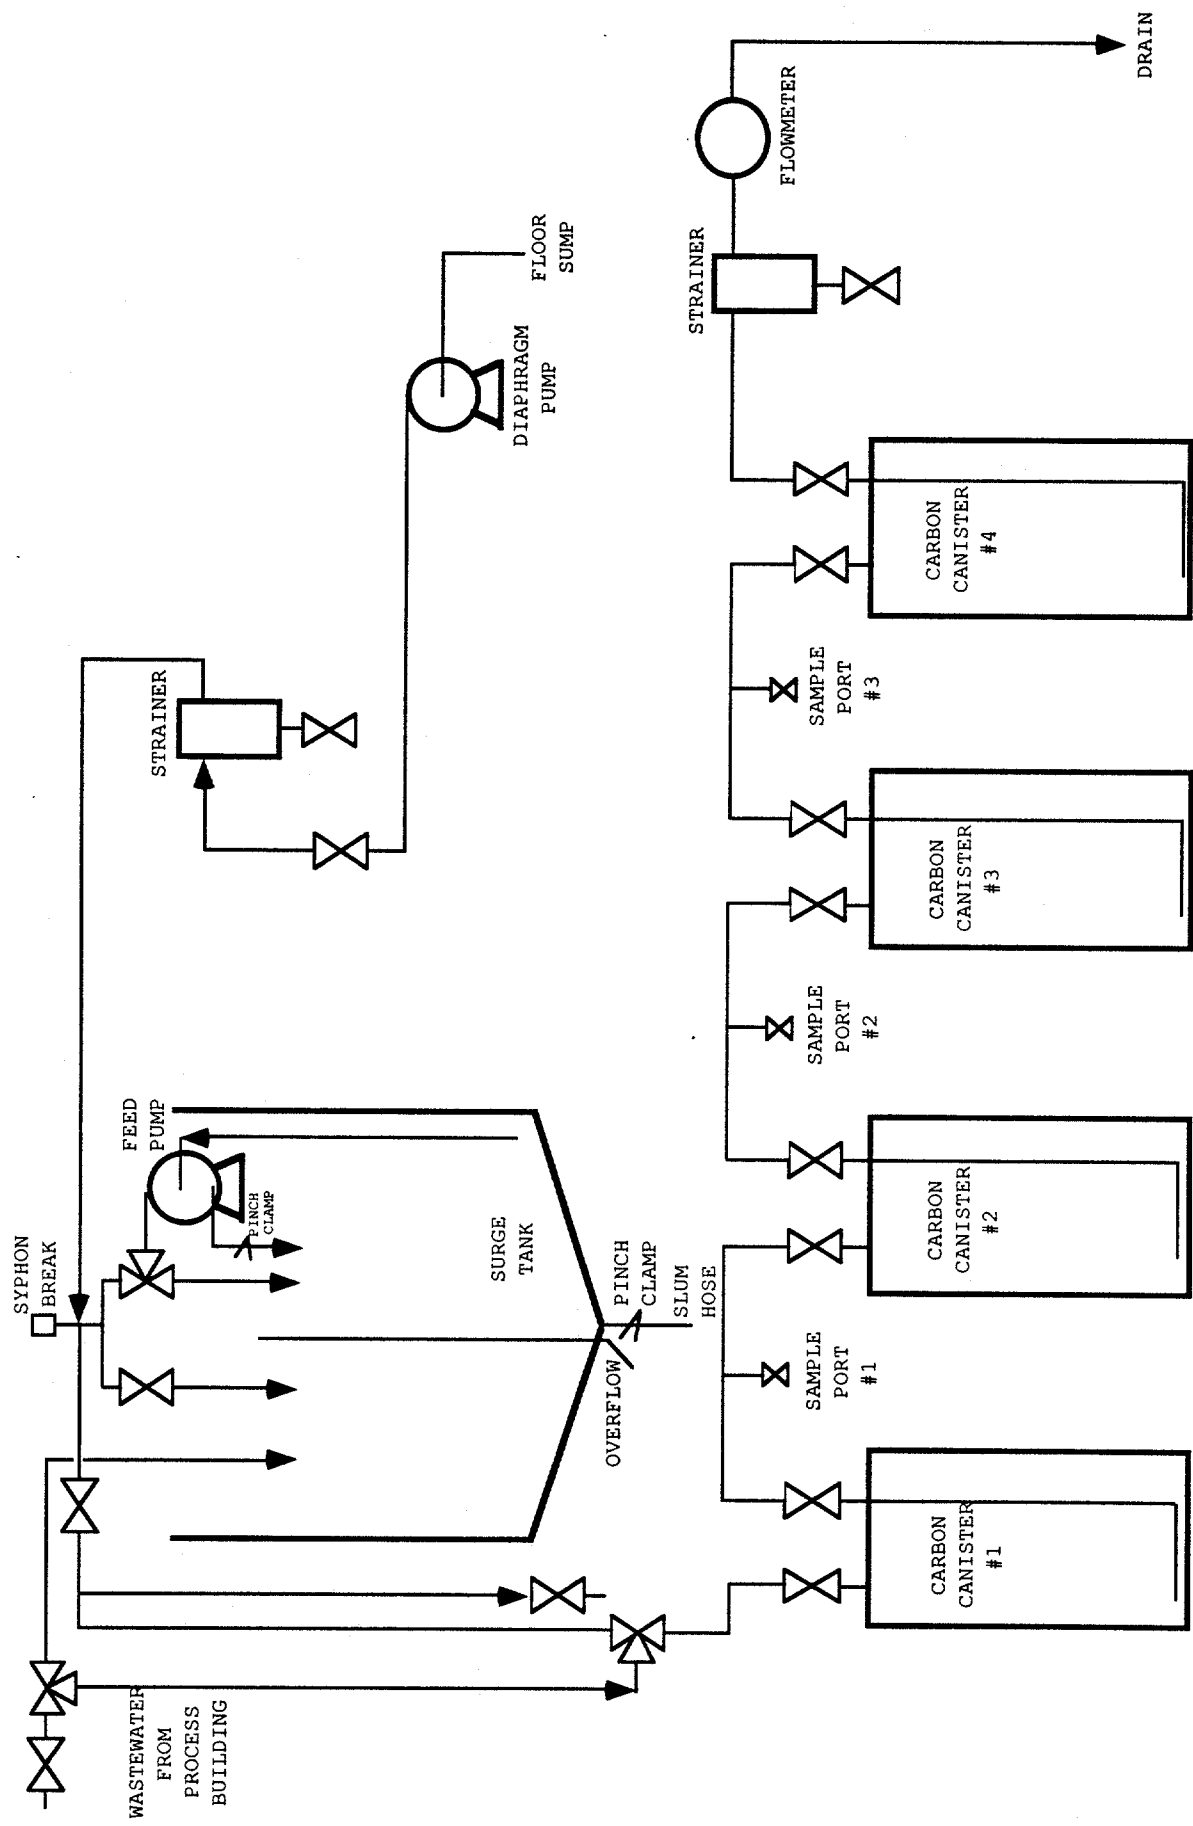 WASTEWATER
FROM
PROCESS
BUILDING
SYPHON
BREAK
FEED
PUMP
PINCH
CLAMP
SURGE
TANK
OVERFLOW
PINCH
CLAMP
SLUM
HOSE
STRAINER
DIAPHRAGM
PUMP
FLOOR
SUMP
CARBON
CANISTER
#1
SAMPLE
PORT
#1
CARBON
CANISTER
#2
SAMPLE
PORT
#2
CARBON
CANISTER
#3
SAMPLE
PORT
#3
CARBON
CANISTER
#4
STRAINER
FLOWMETER
DRAIN